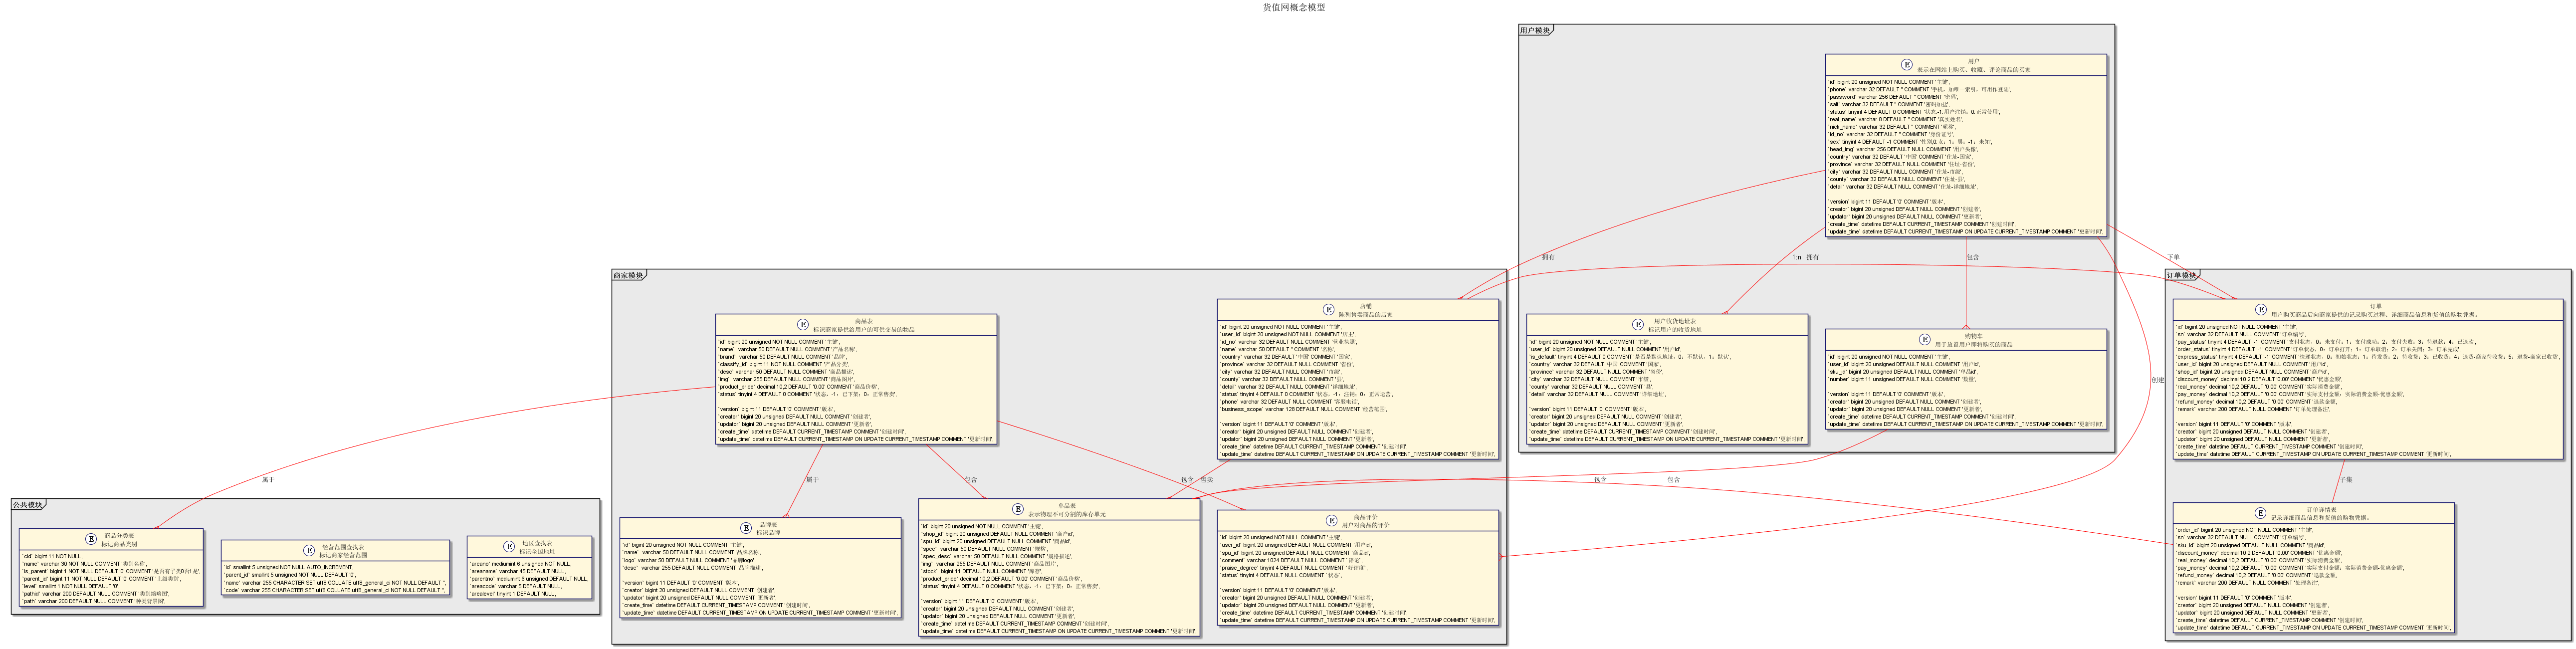 货值网概念模型
用户模块
用户
表示在网站上购买、收藏、评论商品的买家
`id` bigint 20 unsigned NOT NULL COMMENT '主键',
`phone` varchar 32 DEFAULT '' COMMENT '手机，加唯一索引，可用作登陆',
`password` varchar 256 DEFAULT '' COMMENT '密码',
`salt` varchar 32 DEFAULT '' COMMENT '密码加盐',
`status` tinyint 4 DEFAULT 0 COMMENT '状态-1:用户注销；0:正常使用',
`real_name` varchar 8 DEFAULT '' COMMENT '真实姓名',
`nick_name` varchar 32 DEFAULT '' COMMENT '昵称',
`id_no` varchar 32 DEFAULT '' COMMENT '身份证号',
`sex` tinyint 4 DEFAULT -1 COMMENT '性别,0:女；1：男；-1；未知',
`head_img` varchar 256 DEFAULT NULL COMMENT '用户头像',
`country` varchar 32 DEFAULT '中国' COMMENT '住址-国家',
`province` varchar 32 DEFAULT NULL COMMENT '住址-省份',
`city` varchar 32 DEFAULT NULL COMMENT '住址-市级',
`county` varchar 32 DEFAULT NULL COMMENT '住址-县',
`detail` varchar 32 DEFAULT NULL COMMENT '住址-详细地址',
`version` bigint 11 DEFAULT '0' COMMENT '版本',
`creator` bigint 20 unsigned DEFAULT NULL COMMENT '创建者',
`updator` bigint 20 unsigned DEFAULT NULL COMMENT '更新者',
`create_time` datetime DEFAULT CURRENT_TIMESTAMP COMMENT '创建时间',
`update_time` datetime DEFAULT CURRENT_TIMESTAMP ON UPDATE CURRENT_TIMESTAMP COMMENT '更新时间',
拥有
1:n 拥有
包含
下单
创建
用户收货地址表
标记用户的收货地址
`id` bigint 20 unsigned NOT NULL COMMENT '主键',
`user_id` bigint 20 unsigned DEFAULT NULL COMMENT '用户id',
`is_default` tinyint 4 DEFAULT 0 COMMENT '是否是默认地址，0：不默认，1：默认',
`country` varchar 32 DEFAULT '中国' COMMENT '国家',
`province` varchar 32 DEFAULT NULL COMMENT '省份',
`city` varchar 32 DEFAULT NULL COMMENT '市级',
`county` varchar 32 DEFAULT NULL COMMENT '县',
`detail` varchar 32 DEFAULT NULL COMMENT '详细地址',
`version` bigint 11 DEFAULT '0' COMMENT '版本',
`creator` bigint 20 unsigned DEFAULT NULL COMMENT '创建者',
`updator` bigint 20 unsigned DEFAULT NULL COMMENT '更新者',
`create_time` datetime DEFAULT CURRENT_TIMESTAMP COMMENT '创建时间',
`update_time` datetime DEFAULT CURRENT_TIMESTAMP ON UPDATE CURRENT_TIMESTAMP COMMENT '更新时间',
购物车
用于放置用户即将购买的商品
`id` bigint 20 unsigned NOT NULL COMMENT '主键',
`user_id` bigint 20 unsigned DEFAULT NULL COMMENT '用户id',
`sku_id` bigint 20 unsigned DEFAULT NULL COMMENT '单品id',
`number` bigint 11 unsigned DEFAULT NULL COMMENT '数量',
`version` bigint 11 DEFAULT '0' COMMENT '版本',
`creator` bigint 20 unsigned DEFAULT NULL COMMENT '创建者',
`updator` bigint 20 unsigned DEFAULT NULL COMMENT '更新者',
`create_time` datetime DEFAULT CURRENT_TIMESTAMP COMMENT '创建时间',
`update_time` datetime DEFAULT CURRENT_TIMESTAMP ON UPDATE CURRENT_TIMESTAMP COMMENT '更新时间',
商家模块
商品表
标识商家提供给用户的可供交易的物品
`id` bigint 20 unsigned NOT NULL COMMENT '主键',
`name` varchar 50 DEFAULT NULL COMMENT '产品名称',
`brand` varchar 50 DEFAULT NULL COMMENT '品牌',
`classify_id` bigint 11 NOT NULL COMMENT '产品分类',
`desc` varchar 50 DEFAULT NULL COMMENT '商品描述',
`img` varchar 255 DEFAULT NULL COMMENT '商品图片',
`product_price` decimal 10,2 DEFAULT '0.00' COMMENT '商品价格',
`status` tinyint 4 DEFAULT 0 COMMENT '状态，-1；已下架；0；正常售卖',
`version` bigint 11 DEFAULT '0' COMMENT '版本',
`creator` bigint 20 unsigned DEFAULT NULL COMMENT '创建者',
`updator` bigint 20 unsigned DEFAULT NULL COMMENT '更新者',
`create_time` datetime DEFAULT CURRENT_TIMESTAMP COMMENT '创建时间',
`update_time` datetime DEFAULT CURRENT_TIMESTAMP ON UPDATE CURRENT_TIMESTAMP COMMENT '更新时间',
店铺
陈列售卖商品的店家
`id` bigint 20 unsigned NOT NULL COMMENT '主键',
`user_id` bigint 20 unsigned NOT NULL COMMENT '店主',
`id_no` varchar 32 DEFAULT NULL COMMENT '营业执照',
`name` varchar 50 DEFAULT '' COMMENT '名称',
`country` varchar 32 DEFAULT '中国' COMMENT '国家',
`province` varchar 32 DEFAULT NULL COMMENT '省份',
`city` varchar 32 DEFAULT NULL COMMENT '市级',
`county` varchar 32 DEFAULT NULL COMMENT '县',
`detail` varchar 32 DEFAULT NULL COMMENT '详细地址',
`status` tinyint 4 DEFAULT 0 COMMENT '状态，-1；注销；0；正常运营',
`phone` varchar 32 DEFAULT NULL COMMENT '客服电话',
`business_scope` varchar 128 DEFAULT NULL COMMENT '经营范围',
`version` bigint 11 DEFAULT '0' COMMENT '版本',
`creator` bigint 20 unsigned DEFAULT NULL COMMENT '创建者',
`updator` bigint 20 unsigned DEFAULT NULL COMMENT '更新者',
`create_time` datetime DEFAULT CURRENT_TIMESTAMP COMMENT '创建时间',
`update_time` datetime DEFAULT CURRENT_TIMESTAMP ON UPDATE CURRENT_TIMESTAMP COMMENT '更新时间',
属于
属于
包含
包含
售卖
包含
包含
品牌表
标识品牌
`id` bigint 20 unsigned NOT NULL COMMENT '主键',
`name` varchar 50 DEFAULT NULL COMMENT '品牌名称',
`logo` varchar 50 DEFAULT NULL COMMENT '品牌logo',
`desc` varchar 255 DEFAULT NULL COMMENT '品牌描述',
`version` bigint 11 DEFAULT '0' COMMENT '版本',
`creator` bigint 20 unsigned DEFAULT NULL COMMENT '创建者',
`updator` bigint 20 unsigned DEFAULT NULL COMMENT '更新者',
`create_time` datetime DEFAULT CURRENT_TIMESTAMP COMMENT '创建时间',
`update_time` datetime DEFAULT CURRENT_TIMESTAMP ON UPDATE CURRENT_TIMESTAMP COMMENT '更新时间',
单品表
表示物理不可分割的库存单元
`id` bigint 20 unsigned NOT NULL COMMENT '主键',
`shop_id` bigint 20 unsigned DEFAULT NULL COMMENT '商户id',
`spu_id` bigint 20 unsigned DEFAULT NULL COMMENT '商品id',
`spec` varchar 50 DEFAULT NULL COMMENT '规格',
`spec_desc` varchar 50 DEFAULT NULL COMMENT '规格描述',
`img` varchar 255 DEFAULT NULL COMMENT '商品图片',
`stock` bigint 11 DEFAULT NULL COMMENT '库存',
`product_price` decimal 10,2 DEFAULT '0.00' COMMENT '商品价格',
`status` tinyint 4 DEFAULT 0 COMMENT '状态，-1；已下架；0；正常售卖',
`version` bigint 11 DEFAULT '0' COMMENT '版本',
`creator` bigint 20 unsigned DEFAULT NULL COMMENT '创建者',
`updator` bigint 20 unsigned DEFAULT NULL COMMENT '更新者',
`create_time` datetime DEFAULT CURRENT_TIMESTAMP COMMENT '创建时间',
`update_time` datetime DEFAULT CURRENT_TIMESTAMP ON UPDATE CURRENT_TIMESTAMP COMMENT '更新时间',
商品评价
用户对商品的评价
`id` bigint 20 unsigned NOT NULL COMMENT '主键',
`user_id` bigint 20 unsigned DEFAULT NULL COMMENT '用户id',
`spu_id` bigint 20 unsigned DEFAULT NULL COMMENT '商品id',
`comment` varchar 1024 DEFAULT NULL COMMENT '评论',
`praise_degree` tinyint 4 DEFAULT NULL COMMENT '好评度',
`status` tinyint 4 DEFAULT NULL COMMENT '状态',
`version` bigint 11 DEFAULT '0' COMMENT '版本',
`creator` bigint 20 unsigned DEFAULT NULL COMMENT '创建者',
`updator` bigint 20 unsigned DEFAULT NULL COMMENT '更新者',
`create_time` datetime DEFAULT CURRENT_TIMESTAMP COMMENT '创建时间',
`update_time` datetime DEFAULT CURRENT_TIMESTAMP ON UPDATE CURRENT_TIMESTAMP COMMENT '更新时间',
订单模块
订单
用户购买商品后向商家提供的记录购买过程、详细商品信息和货值的购物凭据。
`id` bigint 20 unsigned NOT NULL COMMENT '主键',
`sn` varchar 32 DEFAULT NULL COMMENT '订单编号',
`pay_status` tinyint 4 DEFAULT '-1' COMMENT '支付状态，0：未支付；1；支付成功；2；支付失败；3；待退款；4；已退款',
`order_status` tinyint 4 DEFAULT '-1' COMMENT '订单状态，0；订单打开；1；订单取消；2；订单关闭；3；订单完成',
`express_status` tinyint 4 DEFAULT '-1' COMMENT '快递状态，0；初始状态；1；待发货；2；待收货；3；已收货；4；退货-商家待收货；5；退货-商家已收货',
`user_id` bigint 20 unsigned DEFAULT NULL COMMENT '用户id',
`shop_id` bigint 20 unsigned DEFAULT NULL COMMENT '商户id',
`discount_money` decimal 10,2 DEFAULT '0.00' COMMENT '优惠金额',
`real_money` decimal 10,2 DEFAULT '0.00' COMMENT '实际消费金额',
`pay_money` decimal 10,2 DEFAULT '0.00' COMMENT '实际支付金额：实际消费金额-优惠金额',
`refund_money` decimal 10,2 DEFAULT '0.00' COMMENT '退款金额',
`remark` varchar 200 DEFAULT NULL COMMENT '订单处理备注',
`version` bigint 11 DEFAULT '0' COMMENT '版本',
`creator` bigint 20 unsigned DEFAULT NULL COMMENT '创建者',
`updator` bigint 20 unsigned DEFAULT NULL COMMENT '更新者',
`create_time` datetime DEFAULT CURRENT_TIMESTAMP COMMENT '创建时间',
`update_time` datetime DEFAULT CURRENT_TIMESTAMP ON UPDATE CURRENT_TIMESTAMP COMMENT '更新时间',
子集
订单详情表
记录详细商品信息和货值的购物凭据。
`order_id` bigint 20 unsigned NOT NULL COMMENT '主键',
`sn` varchar 32 DEFAULT NULL COMMENT '订单编号',
`sku_id` bigint 20 unsigned DEFAULT NULL COMMENT '商品id',
`discount_money` decimal 10,2 DEFAULT '0.00' COMMENT '优惠金额',
`real_money` decimal 10,2 DEFAULT '0.00' COMMENT '实际消费金额',
`pay_money` decimal 10,2 DEFAULT '0.00' COMMENT '实际支付金额：实际消费金额-优惠金额',
`refund_money` decimal 10,2 DEFAULT '0.00' COMMENT '退款金额',
`remark` varchar 200 DEFAULT NULL COMMENT '处理备注',
`version` bigint 11 DEFAULT '0' COMMENT '版本',
`creator` bigint 20 unsigned DEFAULT NULL COMMENT '创建者',
`updator` bigint 20 unsigned DEFAULT NULL COMMENT '更新者',
`create_time` datetime DEFAULT CURRENT_TIMESTAMP COMMENT '创建时间',
`update_time` datetime DEFAULT CURRENT_TIMESTAMP ON UPDATE CURRENT_TIMESTAMP COMMENT '更新时间',
公共模块
商品分类表
标记商品类别
`cid` bigint 11 NOT NULL,
`name` varchar 30 NOT NULL COMMENT '类别名称',
`is_parent` bigint 1 NOT NULL DEFAULT '0' COMMENT '是否有子类0否1是',
`parent_id` bigint 11 NOT NULL DEFAULT '0' COMMENT '上级类别',
`level` smallint 1 NOT NULL DEFAULT '0',
`pathid` varchar 200 DEFAULT NULL COMMENT '类别缩略图',
`path` varchar 200 DEFAULT NULL COMMENT '种类背景图',
经营范围查找表
标记商家经营范围
`id` smallint 5 unsigned NOT NULL AUTO_INCREMENT,
`parent_id` smallint 5 unsigned NOT NULL DEFAULT '0',
`name` varchar 255 CHARACTER SET utf8 COLLATE utf8_general_ci NOT NULL DEFAULT '',
`code` varchar 255 CHARACTER SET utf8 COLLATE utf8_general_ci NOT NULL DEFAULT '',
地区查找表
标记全国地址
`areano` mediumint 6 unsigned NOT NULL,
`areaname` varchar 45 DEFAULT NULL,
`parentno` mediumint 6 unsigned DEFAULT NULL,
`areacode` varchar 5 DEFAULT NULL,
`arealevel` tinyint 1 DEFAULT NULL,